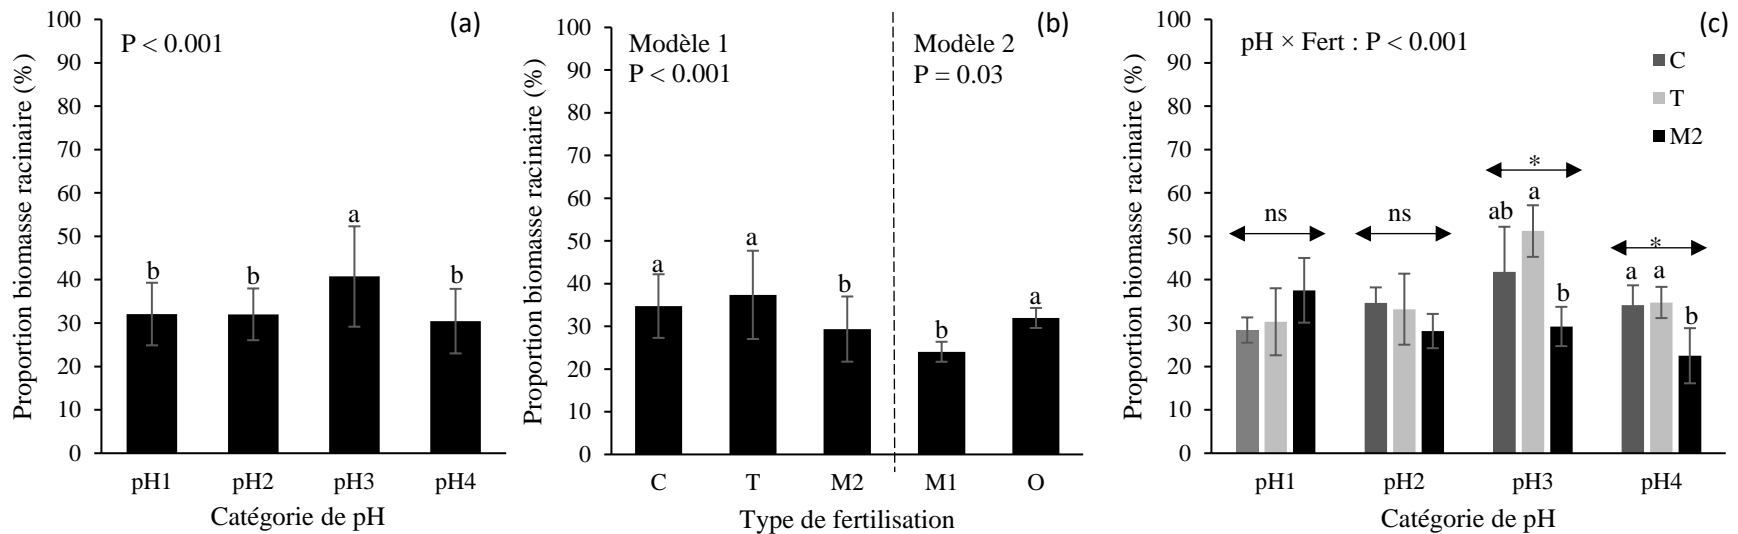 (a)
P < 0.001
Proportion biomasse racinaire (%)
100
90
80
70
60
50
40
30
20
10
0
b
b
a
b
pH1
pH2
pH3
pH4
Catégorie de pH
(b)
Modèle 1
P < 0.001
Modèle 2
P = 0.03
Proportion biomasse racinaire (%)
100
90
80
70
60
50
40
30
20
10
0
a
a
b
b
a
C
T
M2
M1
O
Type de fertilisation
(c)
pH × Fert : P < 0.001
C
T
M2
Proportion biomasse racinaire (%)
100
90
80
70
60
50
40
30
20
10
0
ns
ns
*
ab
a
b
*
a
a
b
pH1
pH2
pH3
pH4
Catégorie de pH